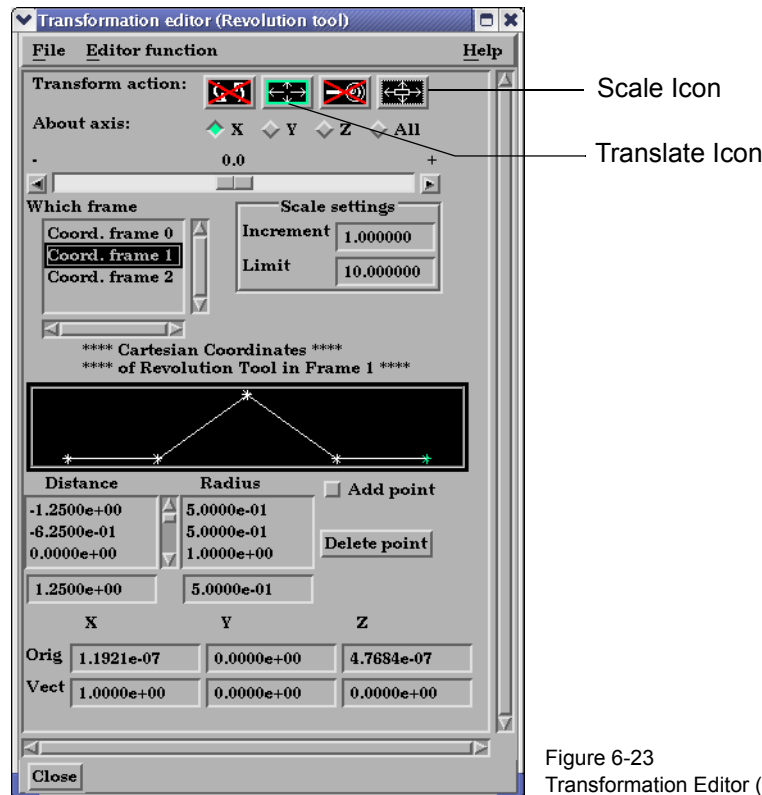 Transformation editor (Revolution tool)
File Editor function Help
Transform action:
Scale Icon
About axis: X Y Z All
Translate Icon
- 0.0 +
Which frame
Scale settings
Coord. frame 0
Coord. frame 1
Coord. frame 2
Increment 1.000000
Limit 10.000000
**** Cartesian Coordinates ****
**** of Revolution Tool in Frame 1 ****
Distance Radius
Add point
-1.2500e+00 5.0000e-01
-6.2500e-01 5.0000e-01
0.0000e+00 1.0000e+00
Delete point
1.2500e+00 5.0000e-01
X Y Z
Orig 1.1921e-07 0.0000e+00 4.7684e-07
Vect 1.0000e+00 0.0000e+00 0.0000e+00
Close
Figure 6-23
Transformation Editor (